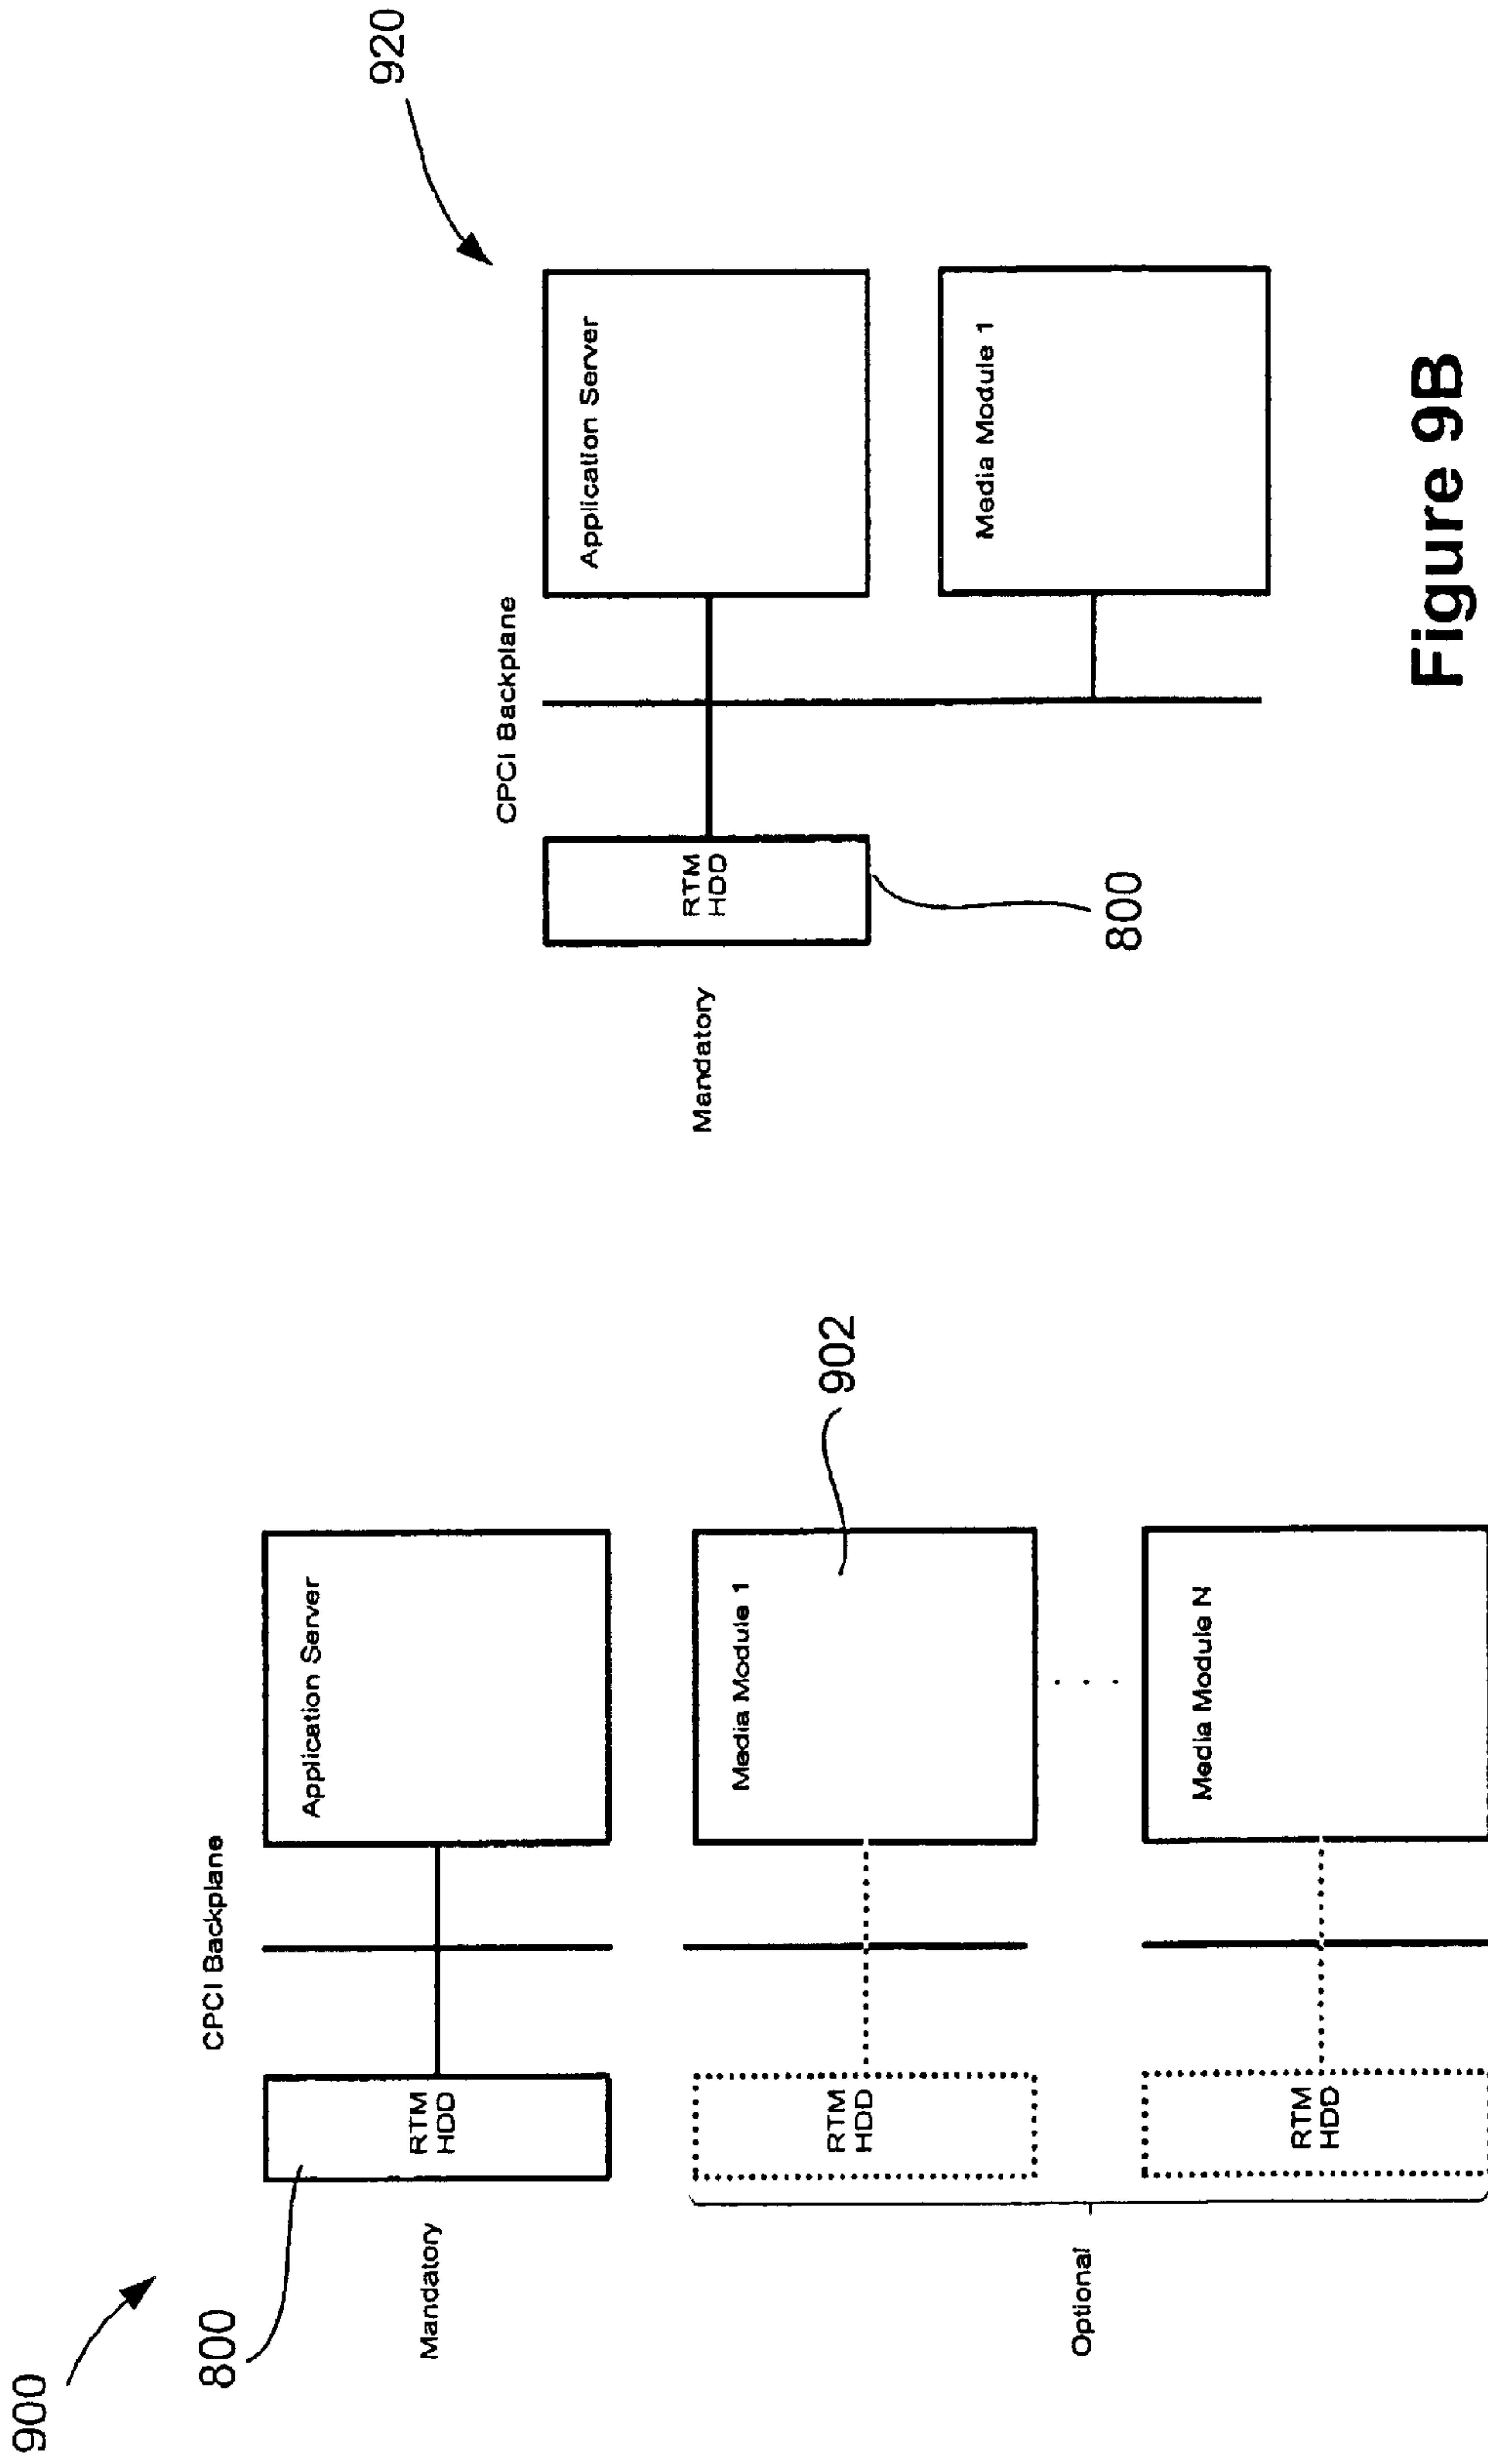 900
800
CPCI Backplane
Mandatory
RTM
HDD
Application Server
RTM
HDD
Media Module 1
902
Optional
RTM
HDD
Media Module N
920
CPCI Backplane
Mandatory
RTM
HDD
Application Server
800
Media Module 1
Figure 9B